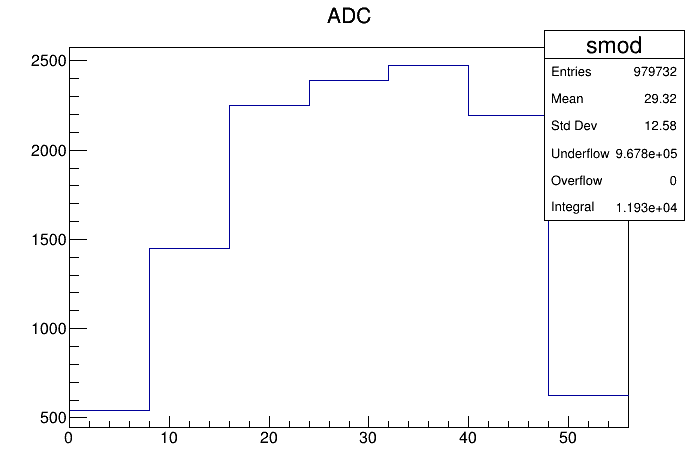 ADC
smod
Entries 979732
Mean 29.32
Std Dev 12.58
Underflow 9.678e+05
Overflow 0
Integral 1.193e+04
2500
2000
1500
1000
500
0 10 20 30 40 50